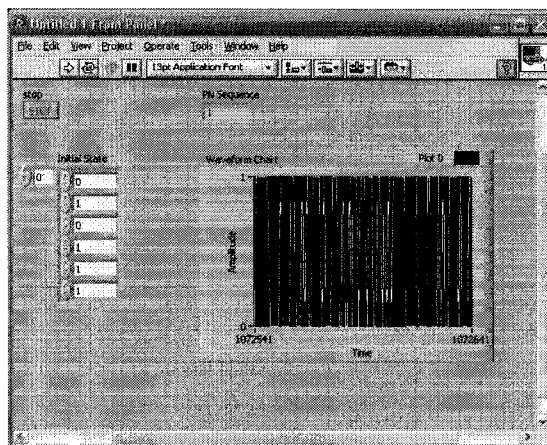 Untitled 1 Front Panel *
File Edit View Project Operate Tools Window Help
13pt Application Font
1
stop
PN Sequence
STOP
1
Initial State
Waveform Chart
Plot 0
0
0
1
0
1
1
1
1
Amplitude
0
1072541
1072641
Time